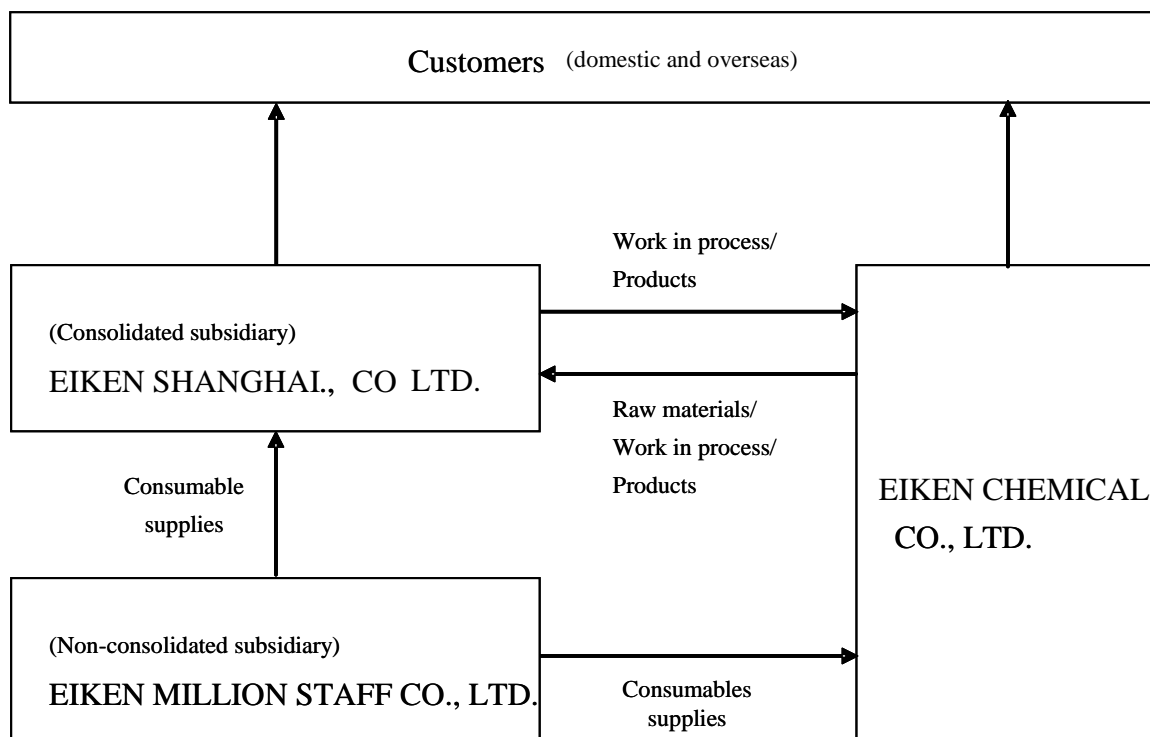 Customers (domestic and overseas)
Work in process/
Products
(Consolidated subsidiary)
EIKEN SHANGHAI., CO LTD.
Raw materials/
Work in process/
Products
Consumable
supplies
EIKEN CHEMICAL
CO., LTD.
(Non-consolidated subsidiary)
EIKEN MILLION STAFF CO., LTD.
Consumables
supplies